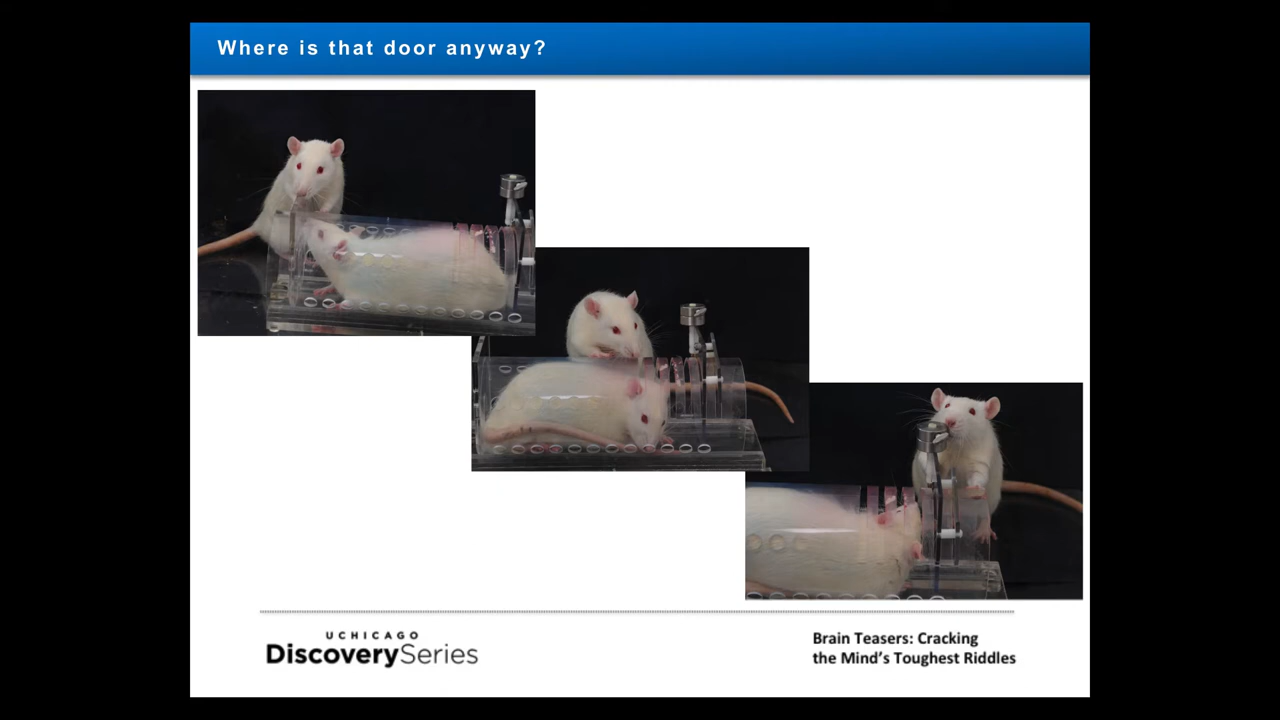 Where is that door anyway?
UCHICAGO
DiscoverySeries
Brain Teasers: Cracking
the Mind's Toughest Riddles